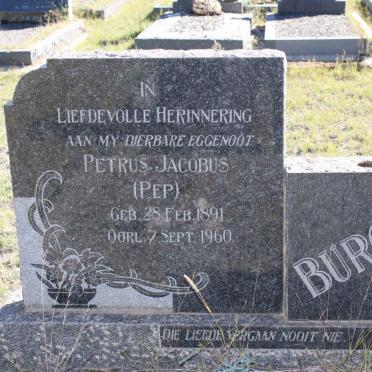 IN
LIEFDEVOLLE HERINNERING
AAN MY DIERBARE EGGENOOT
PETRUS JACOBUS
(PEP)
GEB. 28 FEB. 1891
OORL. 7 SEPT. 1960.
BÜRG
DIE LIEFDE VERGAAN NOOIT NIE